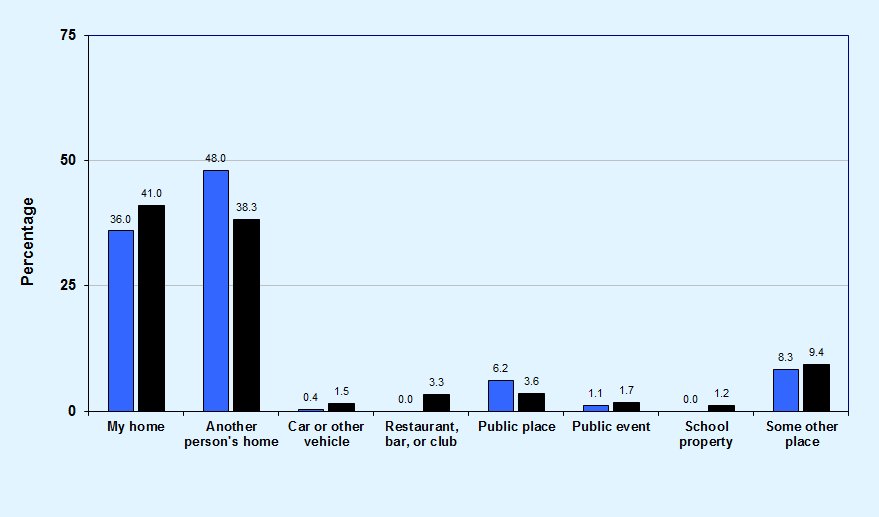 75
50
25
0
Percentage
36.0
41.0
48.0
38.3
0.4
1.5
0.0
3.3
6.2
3.6
1.1
1.7
0.0
1.2
8.3
9.4
My home
Another
person's home
Car or other
vehicle
Restaurant,
bar, or club
Public place
Public event
School
property
Some other
place